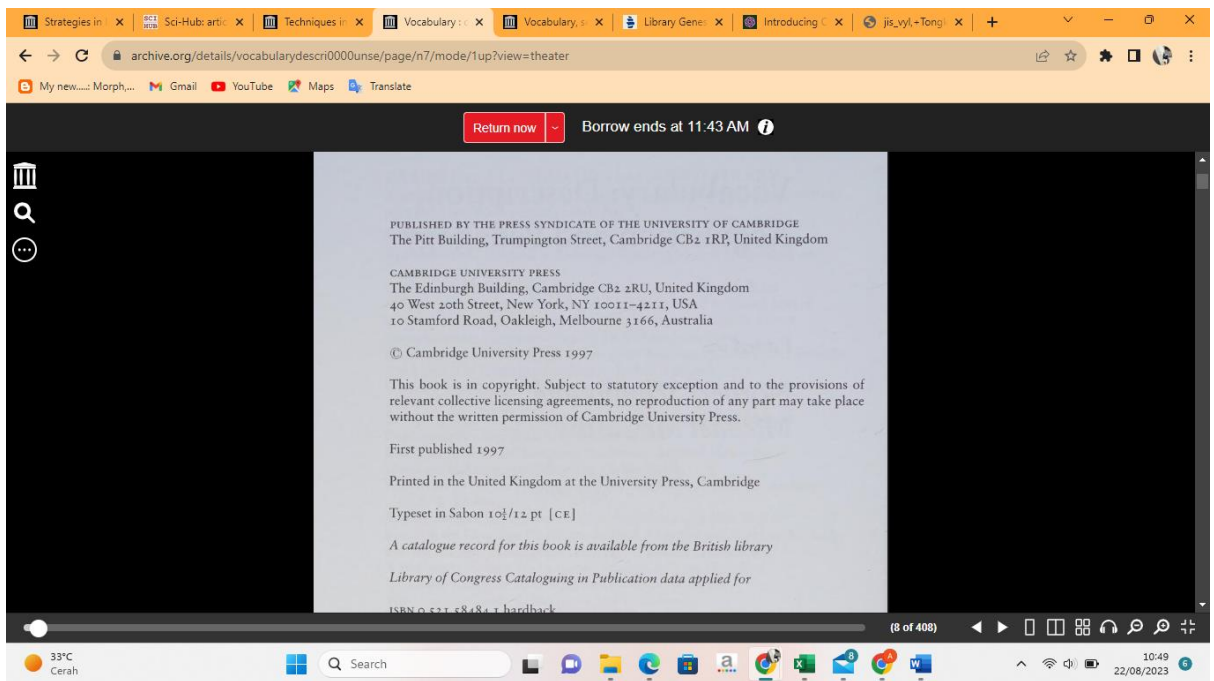 Strategies in
Sci-Hub: artic
Techniques in
Vocabulary : d
Vocabulary, s
Library Genes
Introducing C
jis_vyl,+Tongi
archive.org/details/vocabularydescri0000unse/page/n7/mode/1up?view=theater
My new.....: Morph,...
Gmail
YouTube
Maps
Translate
Return now
Borrow ends at 11:43 AM
PUBLISHED BY THE PRESS SYNDICATE OF THE UNIVERSITY OF CAMBRIDGE
The Pitt Building, Trumpington Street, Cambridge CB2 1RP, United Kingdom
CAMBRIDGE UNIVERSITY PRESS
The Edinburgh Building, Cambridge CB2 2RU, United Kingdom
40 West 20th Street, New York, NY 10011–4211, USA
10 Stamford Road, Oakleigh, Melbourne 3166, Australia
© Cambridge University Press 1997
This book is in copyright. Subject to statutory exception and to the provisions of
relevant collective licensing agreements, no reproduction of any part may take place
without the written permission of Cambridge University Press.
First published 1997
Printed in the United Kingdom at the University Press, Cambridge
Typeset in Sabon 10½/12 pt [CE]
A catalogue record for this book is available from the British library
Library of Congress Cataloguing in Publication data applied for
ISBN 0 521 58484 1 hardback
(8 of 408)
33°C
Cerah
Search
10:49
22/08/2023